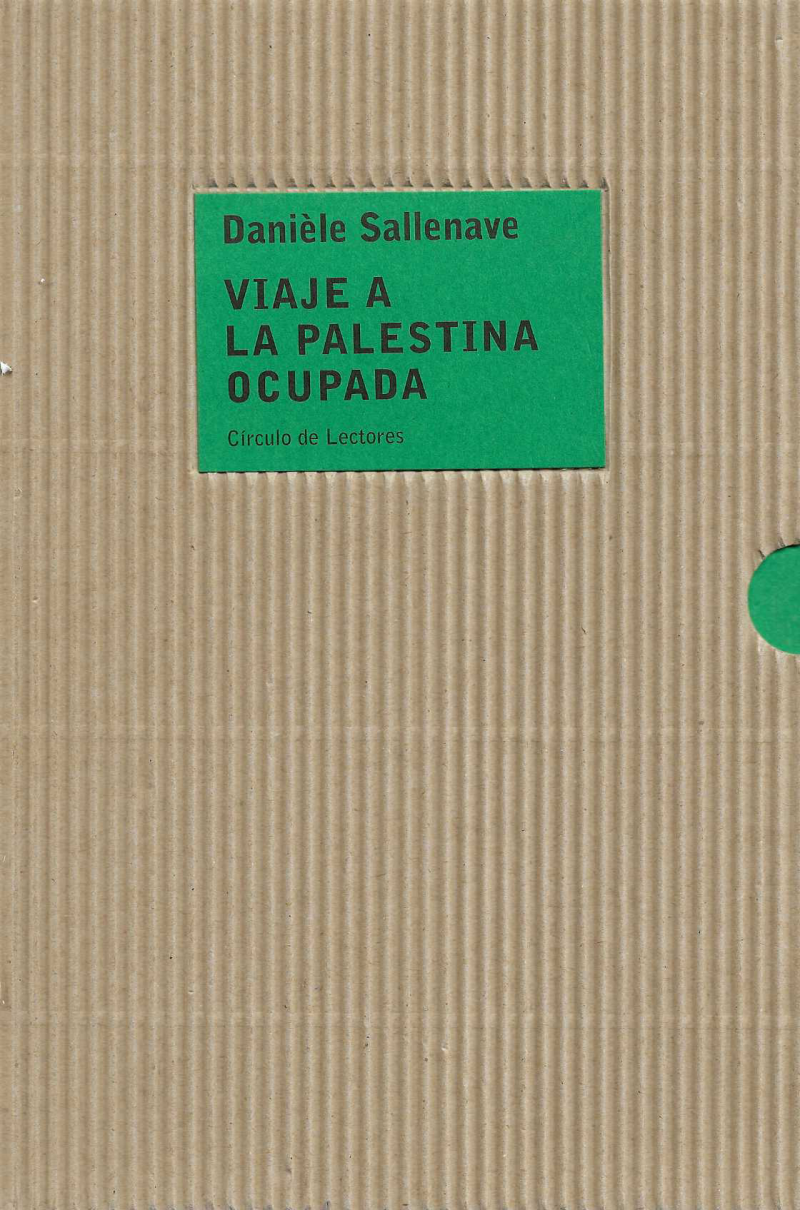 Danièle Sallenave
VIAJE A
LA PALESTINA
OCUPADA
Círculo de Lectores